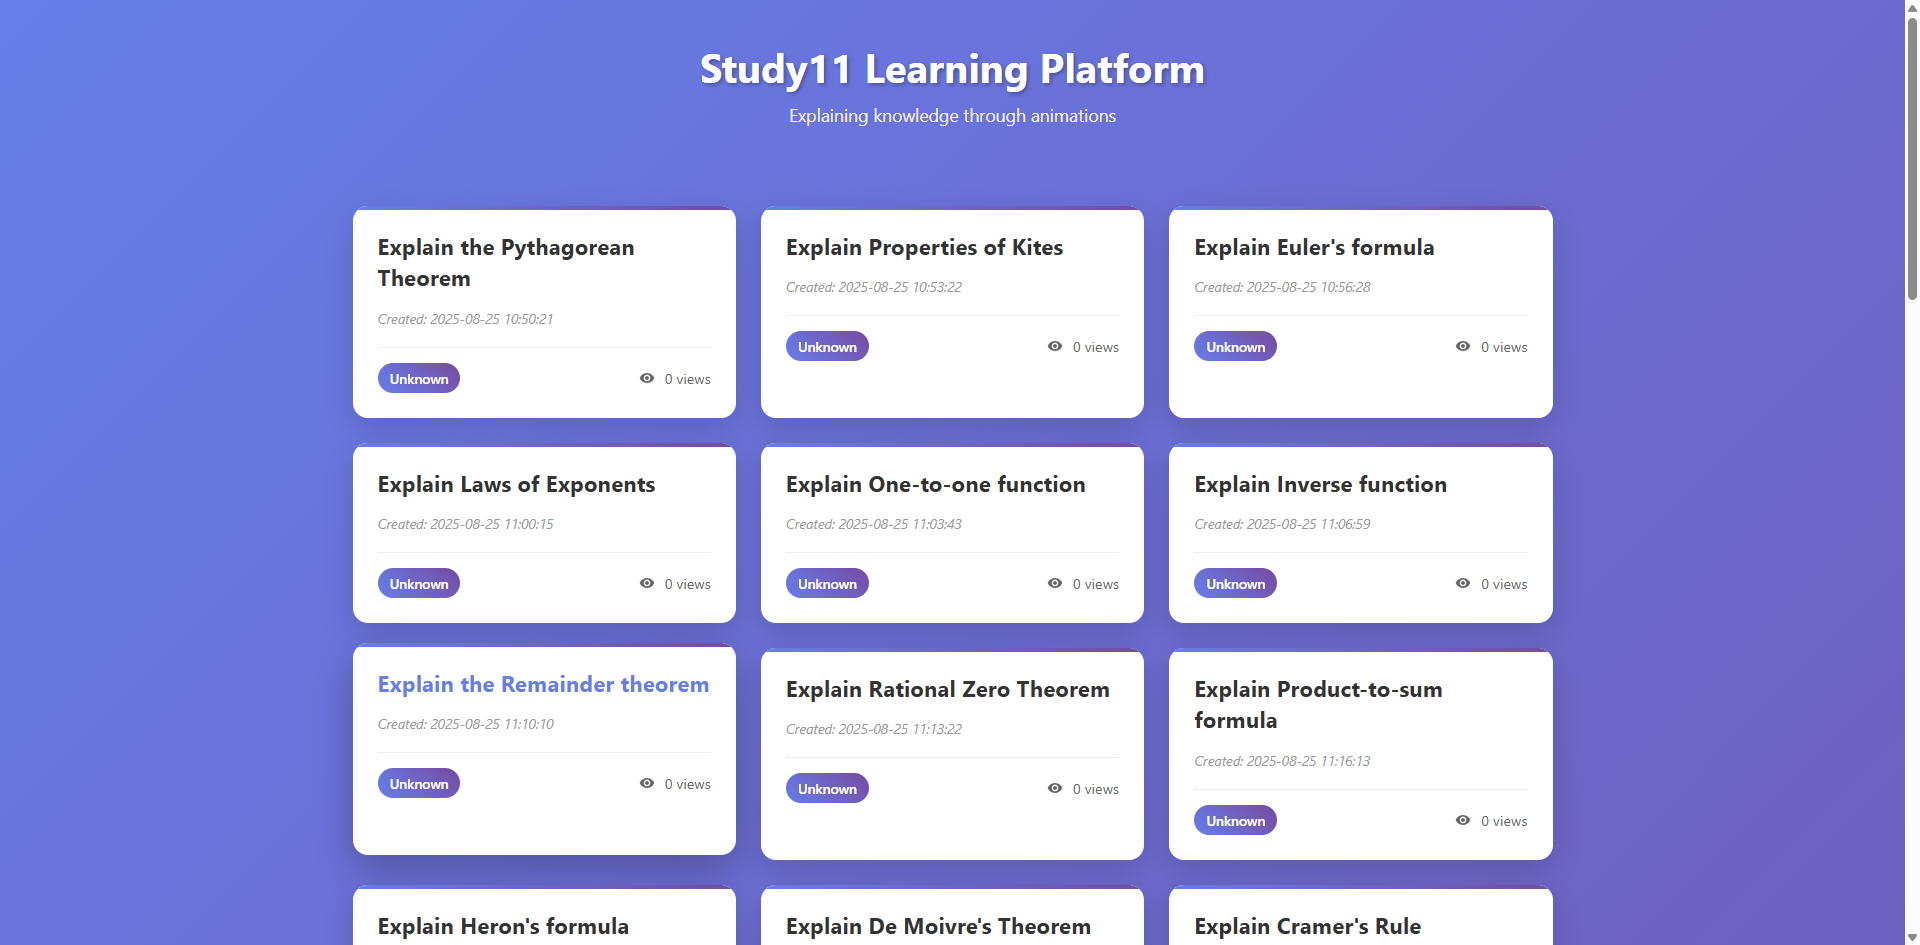 Study11 Learning Platform
Explaining knowledge through animations
Explain the Pythagorean
Theorem
Created: 2025-08-25 10:50:21
Unknown
0 views
Explain Properties of Kites
Created: 2025-08-25 10:53:22
Unknown
0 views
Explain Euler's formula
Created: 2025-08-25 10:56:28
Unknown
0 views
Explain Laws of Exponents
Created: 2025-08-25 11:00:15
Unknown
0 views
Explain One-to-one function
Created: 2025-08-25 11:03:43
Unknown
0 views
Explain Inverse function
Created: 2025-08-25 11:06:59
Unknown
0 views
Explain the Remainder theorem
Created: 2025-08-25 11:10:10
Unknown
0 views
Explain Rational Zero Theorem
Created: 2025-08-25 11:13:22
Unknown
0 views
Explain Product-to-sum
formula
Created: 2025-08-25 11:16:13
Unknown
0 views
Explain Heron's formula
Explain De Moivre's Theorem
Explain Cramer's Rule